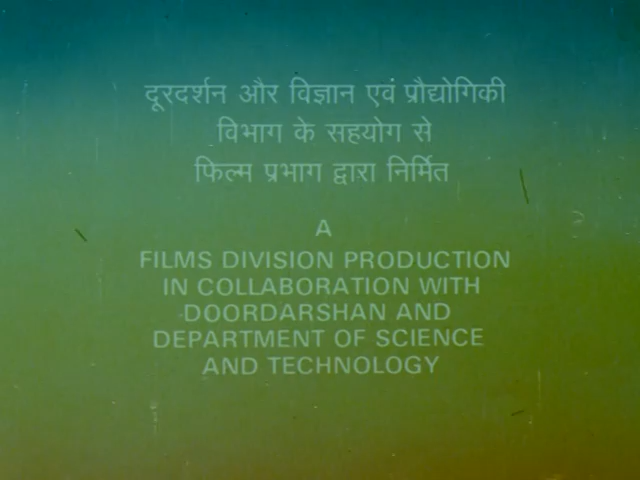 दूरदर्शन और विज्ञान एवं प्रौद्योगिकी
विभाग के सहयोग से
फिल्म प्रभाग द्वारा निर्मित
A
FILMS DIVISION PRODUCTION
IN COLLABORATION WITH
DOORDARSHAN AND
DEPARTMENT OF SCIENCE
AND TECHNOLOGY